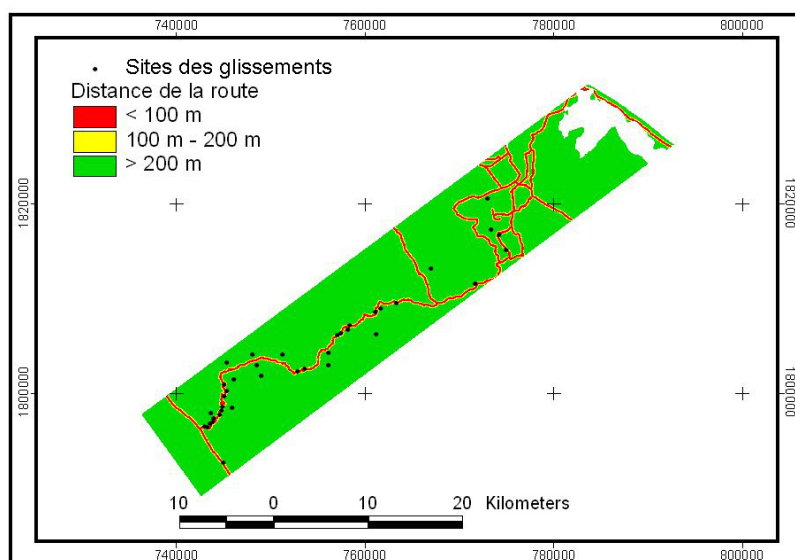 740000 760000 780000 800000
Sites des glissements
Distance de la route
< 100 m
100 m - 200 m
> 200 m
1820000 1820000
1800000 1800000
10 0 10 20 Kilometers
740000 760000 780000 800000